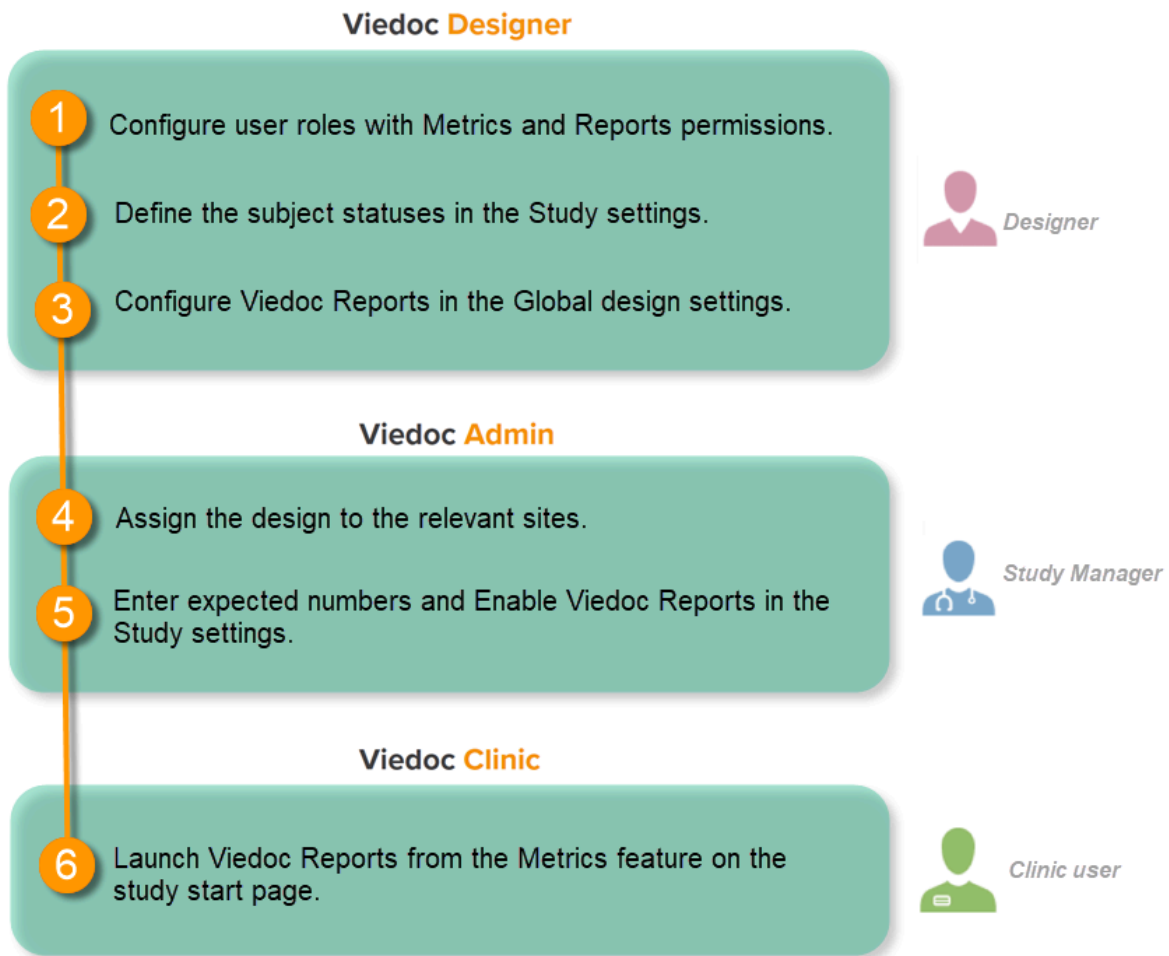 Viedoc Designer
1
Configure user roles with Metrics and Reports permissions.
2
Define the subject statuses in the Study settings.
3
Configure Viedoc Reports in the Global design settings.
Designer
Viedoc Admin
4
Assign the design to the relevant sites.
5
Enter expected numbers and Enable Viedoc Reports in the
Study settings.
Study Manager
Viedoc Clinic
6
Launch Viedoc Reports from the Metrics feature on the
study start page.
Clinic user